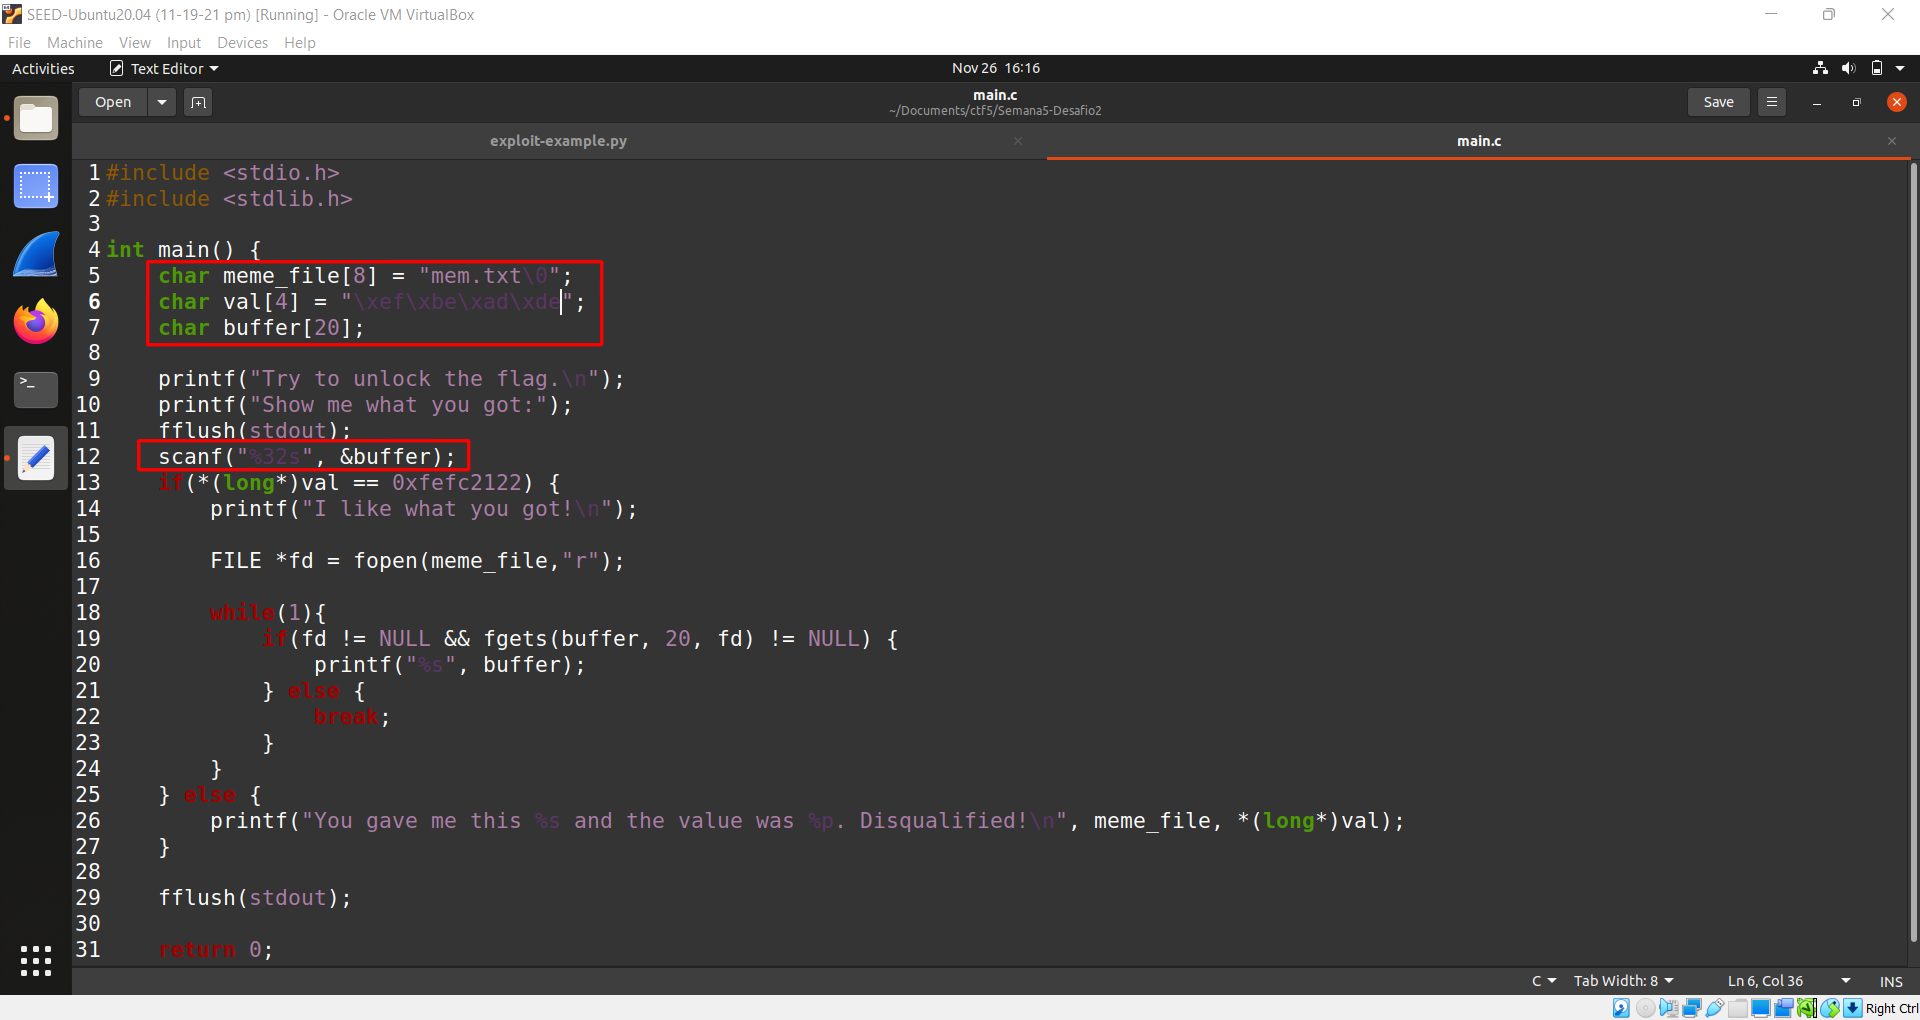 SEED-Ubuntu20.04 (11-19-21 pm) [Running] - Oracle VM VirtualBox
File Machine View Input Devices Help
Activities Text Editor Nov 26 16:16
Open main.c Save
~/Documents/ctf5/Semana5-Desafio2
exploit-example.py main.c
1 #include <stdio.h>
2 #include <stdlib.h>
3
4 int main() {
5     char meme_file[8] = "mem.txt\0";
6     char val[4] = "\xef\xbe\xad\xde";
7     char buffer[20];
8
9     printf("Try to unlock the flag.\n");
10     printf("Show me what you got:");
11     fflush(stdout);
12     scanf("%32s", &buffer);
13     if(*(long*)val == 0xfefc2122) {
14         printf("I like what you got!\n");
15
16         FILE *fd = fopen(meme_file,"r");
17
18         while(1){
19             if(fd != NULL && fgets(buffer, 20, fd) != NULL) {
20                 printf("%s", buffer);
21             } else {
22                 break;
23             }
24         }
25     } else {
26         printf("You gave me this %s and the value was %p. Disqualified!\n", meme_file, *(long*)val);
27     }
28
29     fflush(stdout);
30
31     return 0;
C Tab Width: 8 Ln 6, Col 36 INS
Right Ctrl